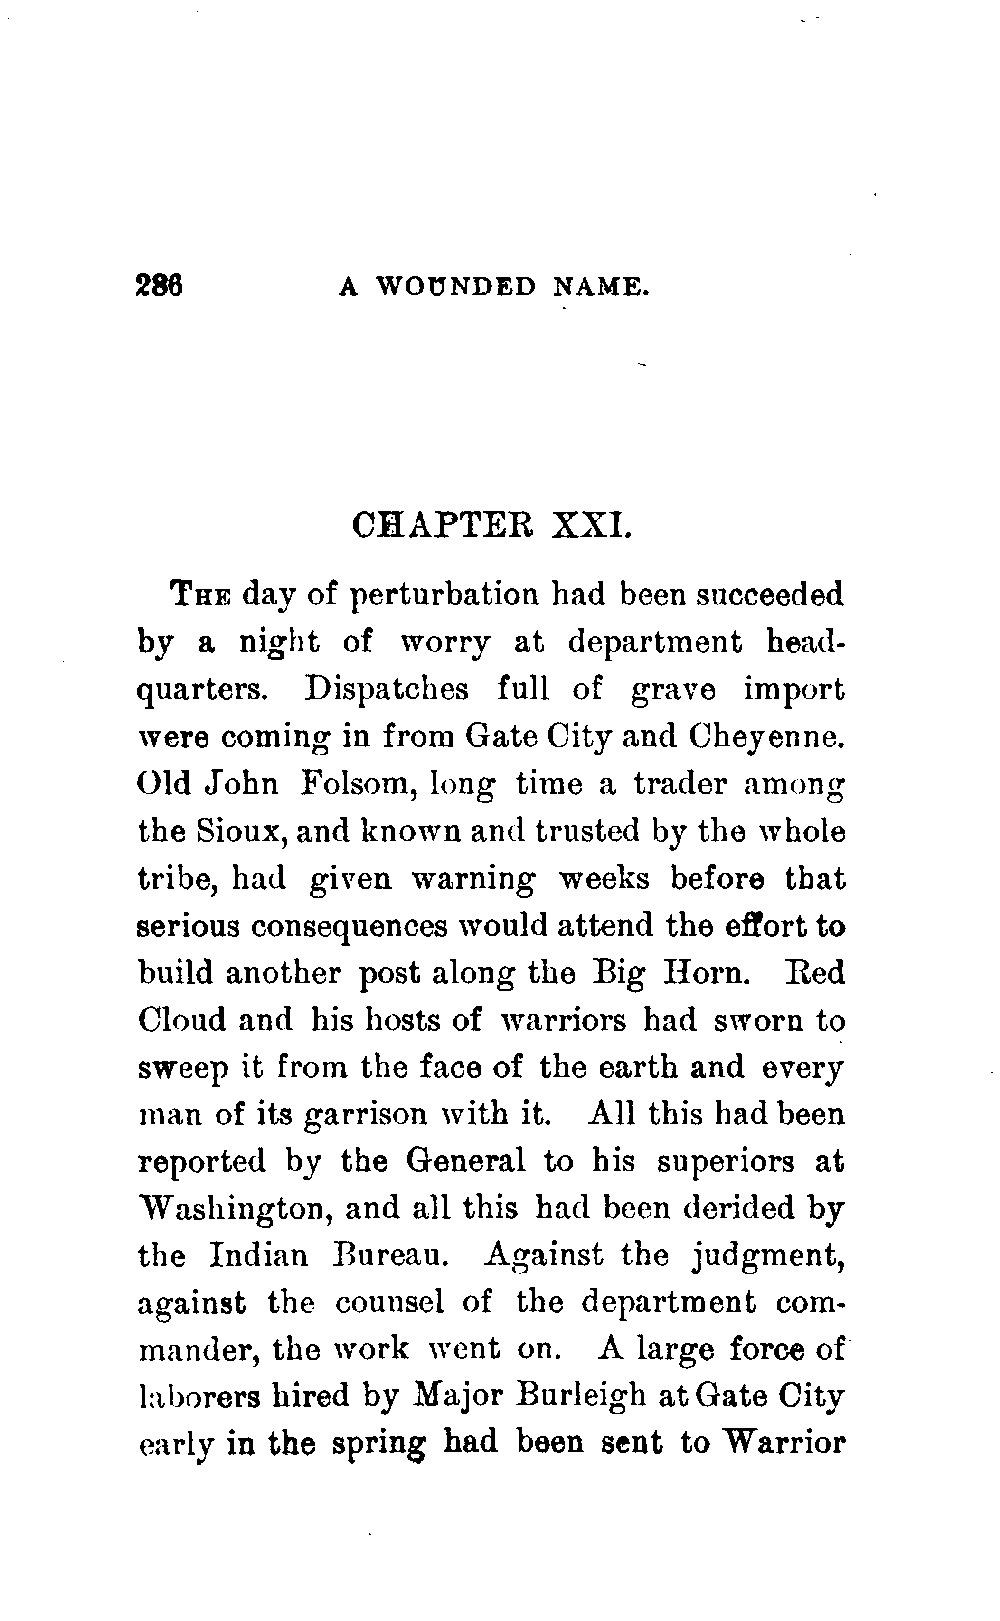 286 A WOUNDED NAME.
CHAPTER XXI.
THE day of perturbation had been succeeded
by a night of worry at department head-
quarters. Dispatches full of grave import
were coming in from Gate City and Cheyenne.
Old John Folsom, long time a trader among
the Sioux, and known and trusted by the whole
tribe, had given warning weeks before that
serious consequences would attend the effort to
build another post along the Big Horn. Red
Cloud and his hosts of warriors had sworn to
sweep it from the face of the earth and every
man of its garrison with it. All this had been
reported by the General to his superiors at
Washington, and all this had been derided by
the Indian Bureau. Against the judgment,
against the counsel of the department com-
mander, the work went on. A large force of
laborers hired by Major Burleigh at Gate City
early in the spring had been sent to Warrior